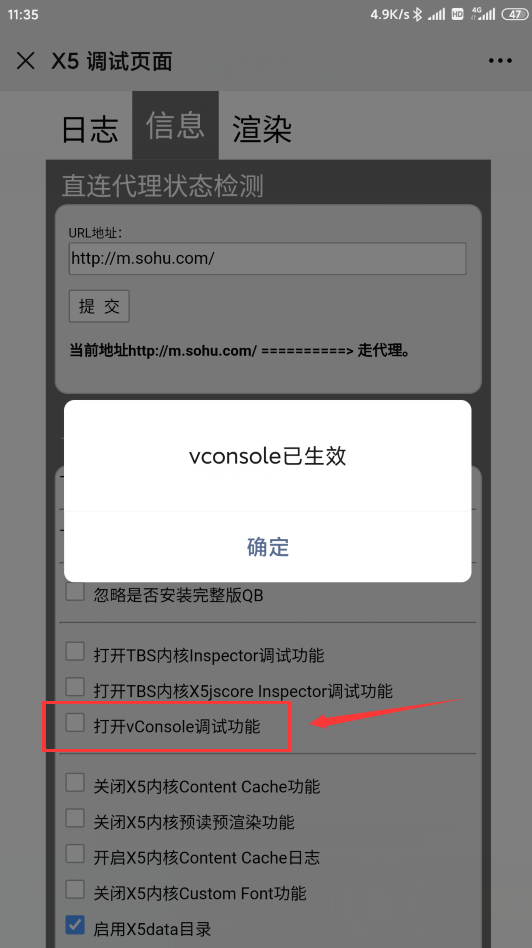 11:35 4.9K/s HD 4G 47
X5 调试页面
日志 信息 渲染
直连代理状态检测
URL地址：
http://m.sohu.com/
提 交
当前地址http://m.sohu.com/ ==========> 走代理。
vconsole已生效
确定
忽略是否安装完整版QB
打开TBS内核Inspector调试功能
打开TBS内核X5jscore Inspector调试功能
打开vConsole调试功能
关闭X5内核Content Cache功能
关闭X5内核预读预渲染功能
开启X5内核Content Cache日志
关闭X5内核Custom Font功能
启用X5data目录